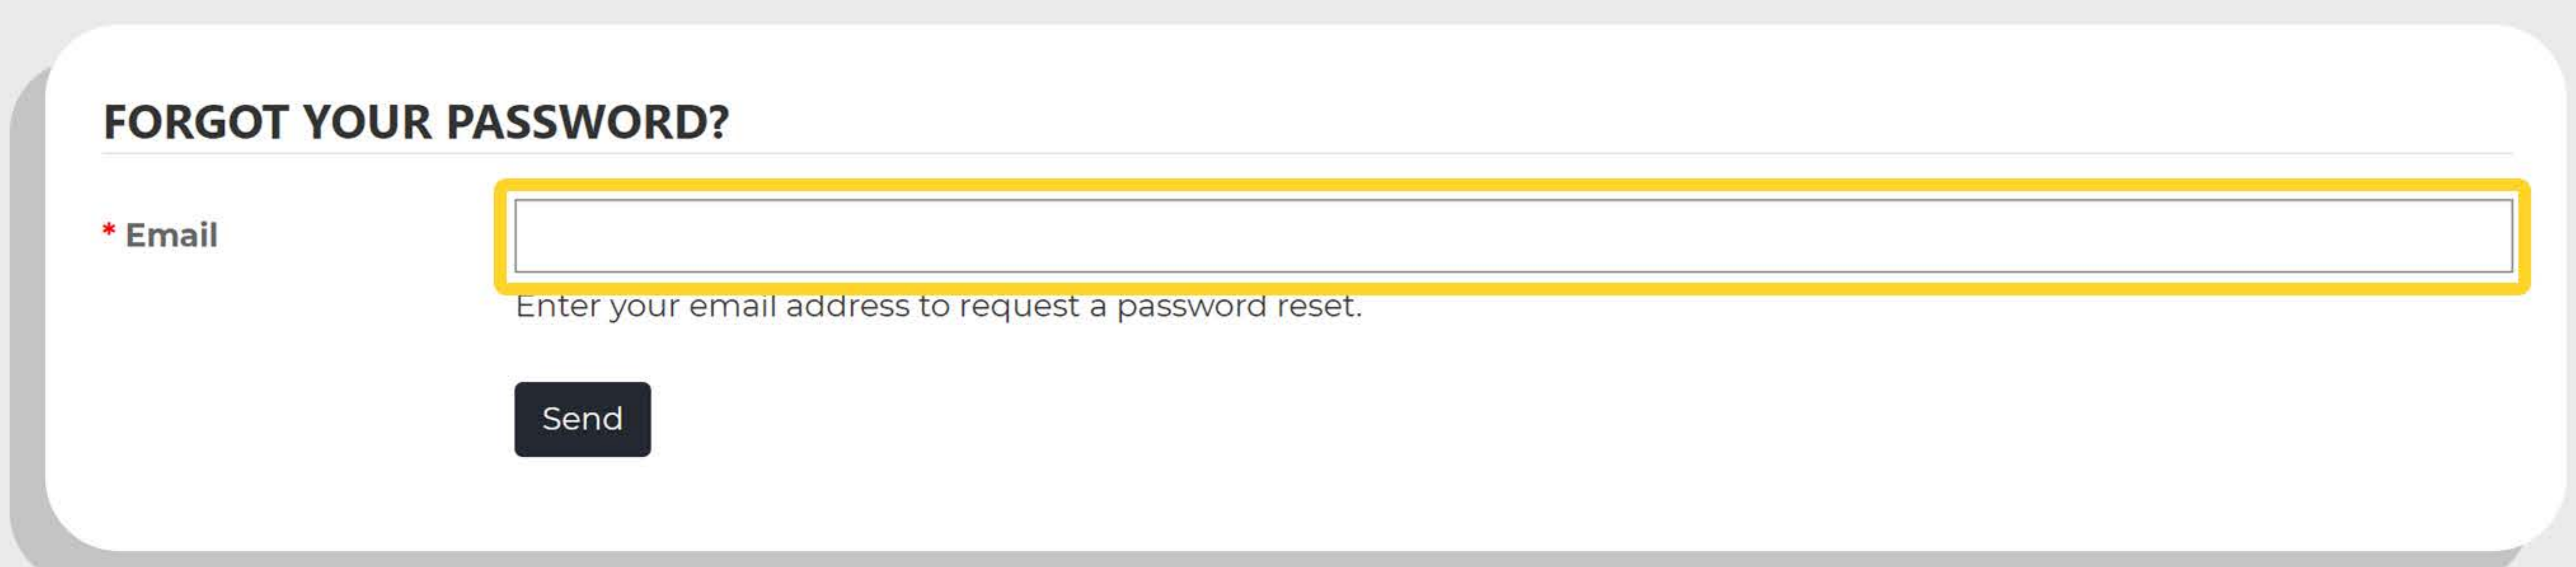 FORGOT YOUR PASSWORD?
* Email
Enter your email address to request a password reset.
Send